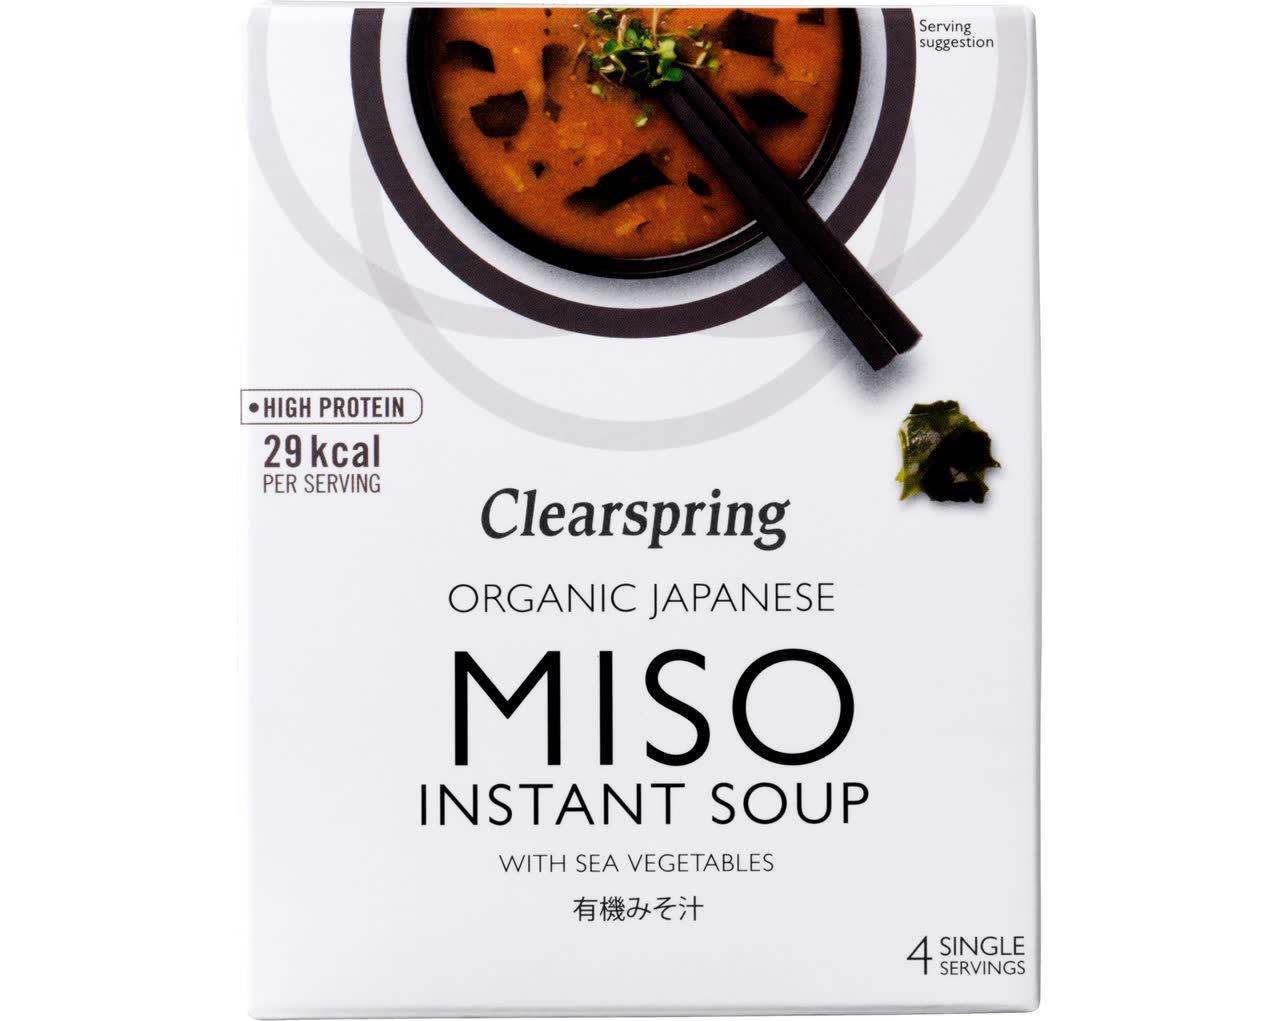 Serving
suggestion
• HIGH PROTEIN
29 kcal
PER SERVING
Clearspring
ORGANIC JAPANESE
MISO
INSTANT SOUP
WITH SEA VEGETABLES
有機みそ汁
4 SINGLE
SERVINGS